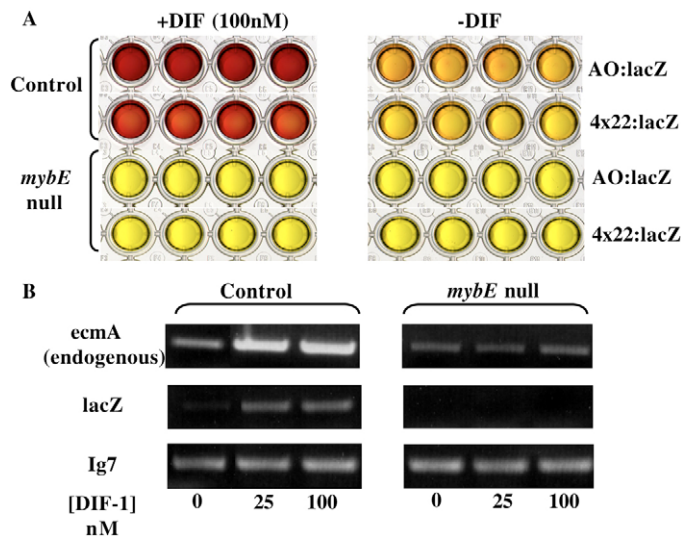 A
+DIF (100nM)
-DIF
Control
AO:lacZ
4x22:lacZ
mybE
null
AO:lacZ
4x22:lacZ
B
Control
mybE null
ecmA
(endogenous)
lacZ
Ig7
[DIF-1]
nM
0 25 100
0 25 100